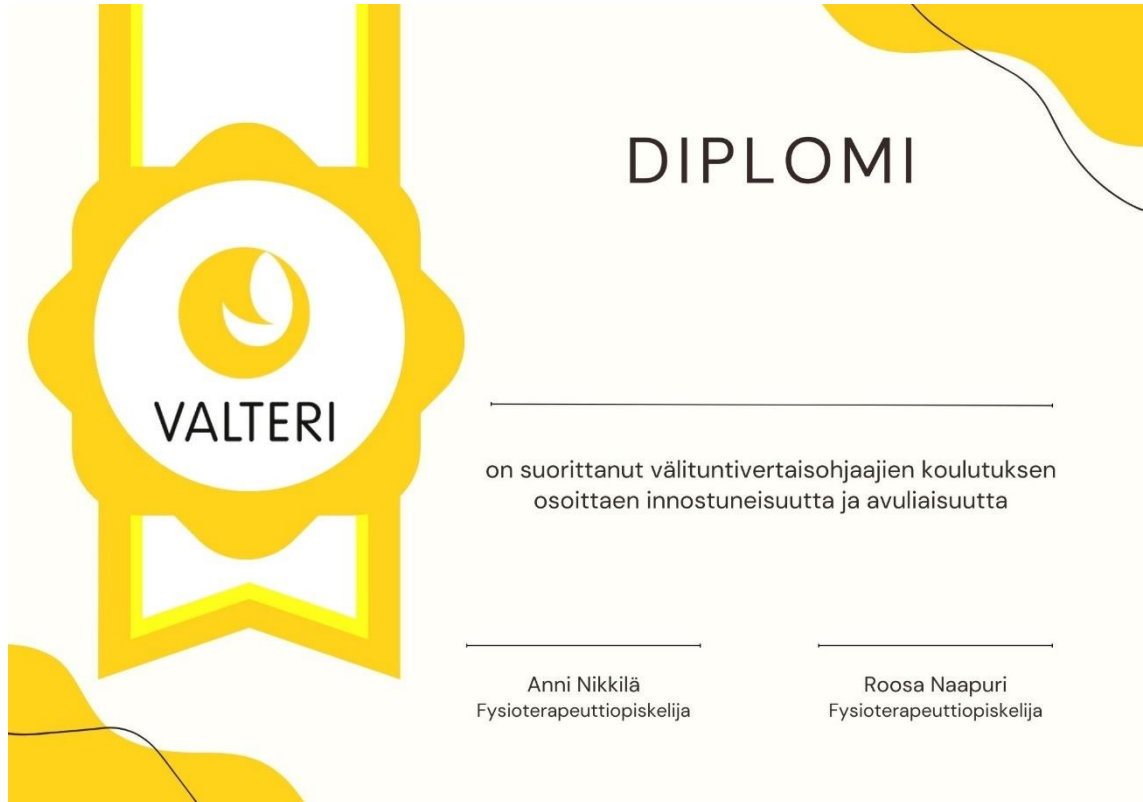 DIPLOMI
VALTERI
on suorittanut välituntivertaisohjaajien koulutuksen
osoittaen innostuneisuutta ja avuliaisuutta
Anni Nikkilä
Fysioterapeuttiopiskelija
Roosa Naapuri
Fysioterapeuttiopiskelija